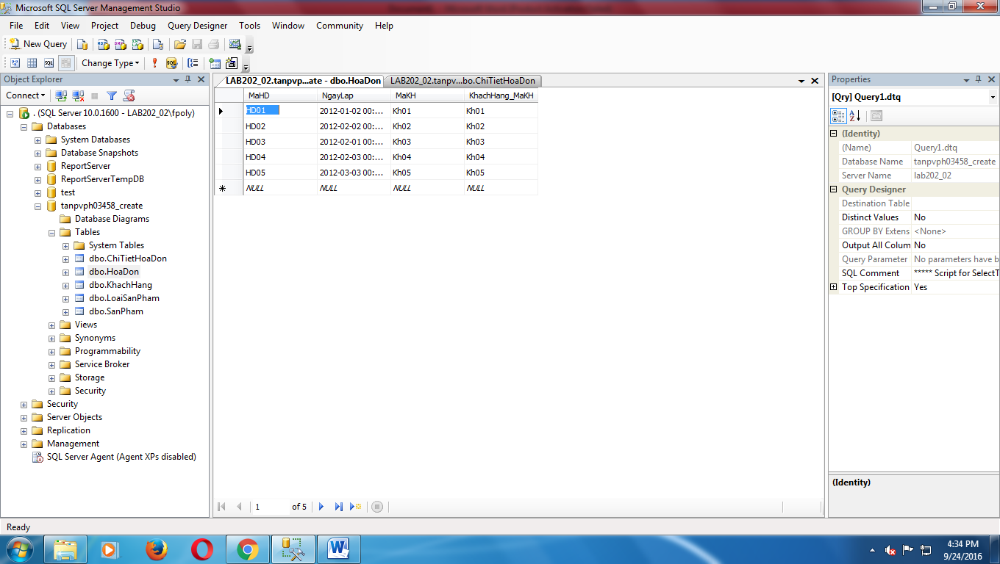 Microsoft SQL Server Management Studio
File Edit View Project Debug Query Designer Tools Window Community Help
New Query
Change Type
Object Explorer
Connect
. (SQL Server 10.0.1600 - LAB202_02\fpoly)
Databases
System Databases
Database Snapshots
ReportServer
ReportServerTempDB
test
tanpvph03458_create
Database Diagrams
Tables
System Tables
dbo.ChiTietHoaDon
dbo.HoaDon
dbo.KhachHang
dbo.LoaiSanPham
dbo.SanPham
Views
Synonyms
Programmability
Service Broker
Storage
Security
Security
Server Objects
Replication
Management
SQL Server Agent (Agent XPs disabled)
LAB202_02.tanpvp...ate - dbo.HoaDon LAB202_02.tanpv...bo.ChiTietHoaDon
MaHD NgayLap MaKH KhachHang_MaKH
HD01 2012-01-02 00:... Kh01 Kh01
HD02 2012-02-02 00:... Kh02 Kh02
HD03 2012-02-01 00:... Kh03 Kh03
HD04 2012-02-03 00:... Kh04 Kh04
HD05 2012-03-03 00:... Kh05 Kh05
NULL NULL NULL NULL
1 of 5
Properties
[Qry] Query1.dtq
(Identity)
(Name) Query1.dtq
Database Name tanpvph03458_create
Server Name lab202_02
Query Designer
Destination Table
Distinct Values No
GROUP BY Extens <None>
Output All Colum No
Query Parameter No parameters have b
SQL Comment ***** Script for SelectT
Top Specification Yes
(Identity)
Ready
4:34 PM
9/24/2016